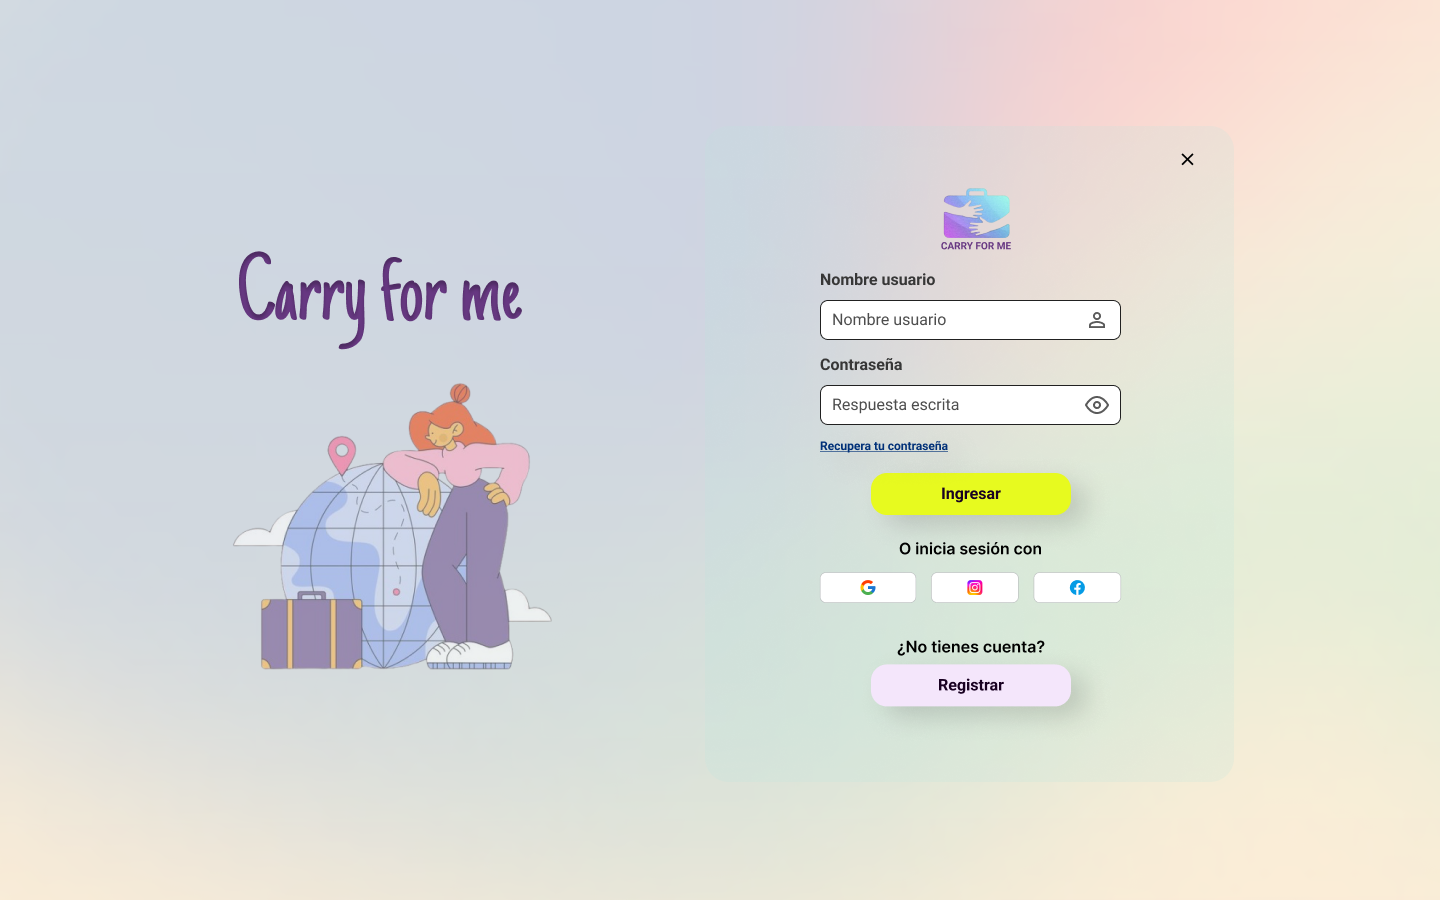 Carry for me
CARRY FOR ME
Nombre usuario
Nombre usuario
Contraseña
Respuesta escrita
Recupera tu contraseña
Ingresar
O inicia sesión con
¿No tienes cuenta?
Registrar